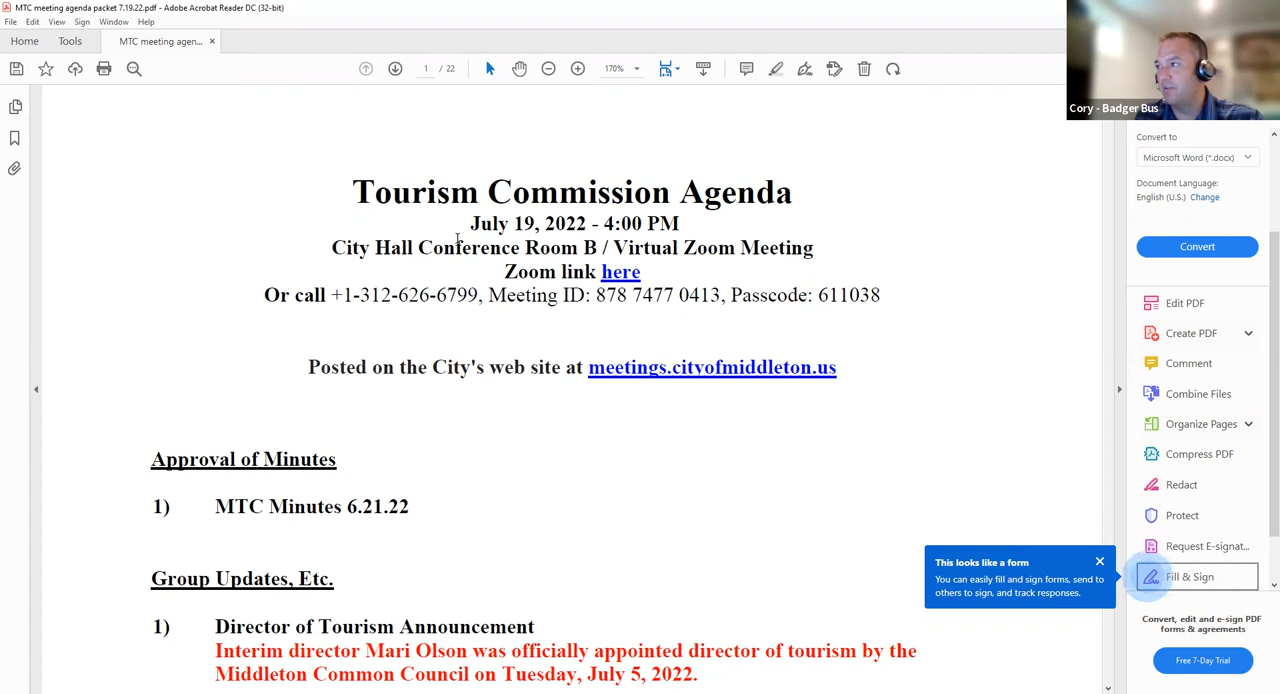 MTC meeting agenda packet 7.19.22.pdf - Adobe Acrobat Reader DC (32-bit)
File Edit View Sign Window Help
Home Tools MTC meeting agen... ×
1 / 22 170%
Cory - Badger Bus
Tourism Commission Agenda
July 19, 2022 - 4:00 PM
City Hall Conference Room B / Virtual Zoom Meeting
Zoom link here
Or call +1-312-626-6799, Meeting ID: 878 7477 0413, Passcode: 611038
Posted on the City's web site at meetings.cityofmiddleton.us
Approval of Minutes
1) MTC Minutes 6.21.22
Group Updates, Etc.
1) Director of Tourism Announcement
Interim director Mari Olson was officially appointed director of tourism by the
Middleton Common Council on Tuesday, July 5, 2022.
Convert to
Microsoft Word (*.docx)
Document Language:
English (U.S.) Change
Convert
Edit PDF
Create PDF
Comment
Combine Files
Organize Pages
Compress PDF
Redact
Protect
Request E-signat...
Fill & Sign
This looks like a form
You can easily fill and sign forms, send to
others to sign, and track responses.
Convert, edit and e-sign PDF
forms & agreements
Free 7-Day Trial